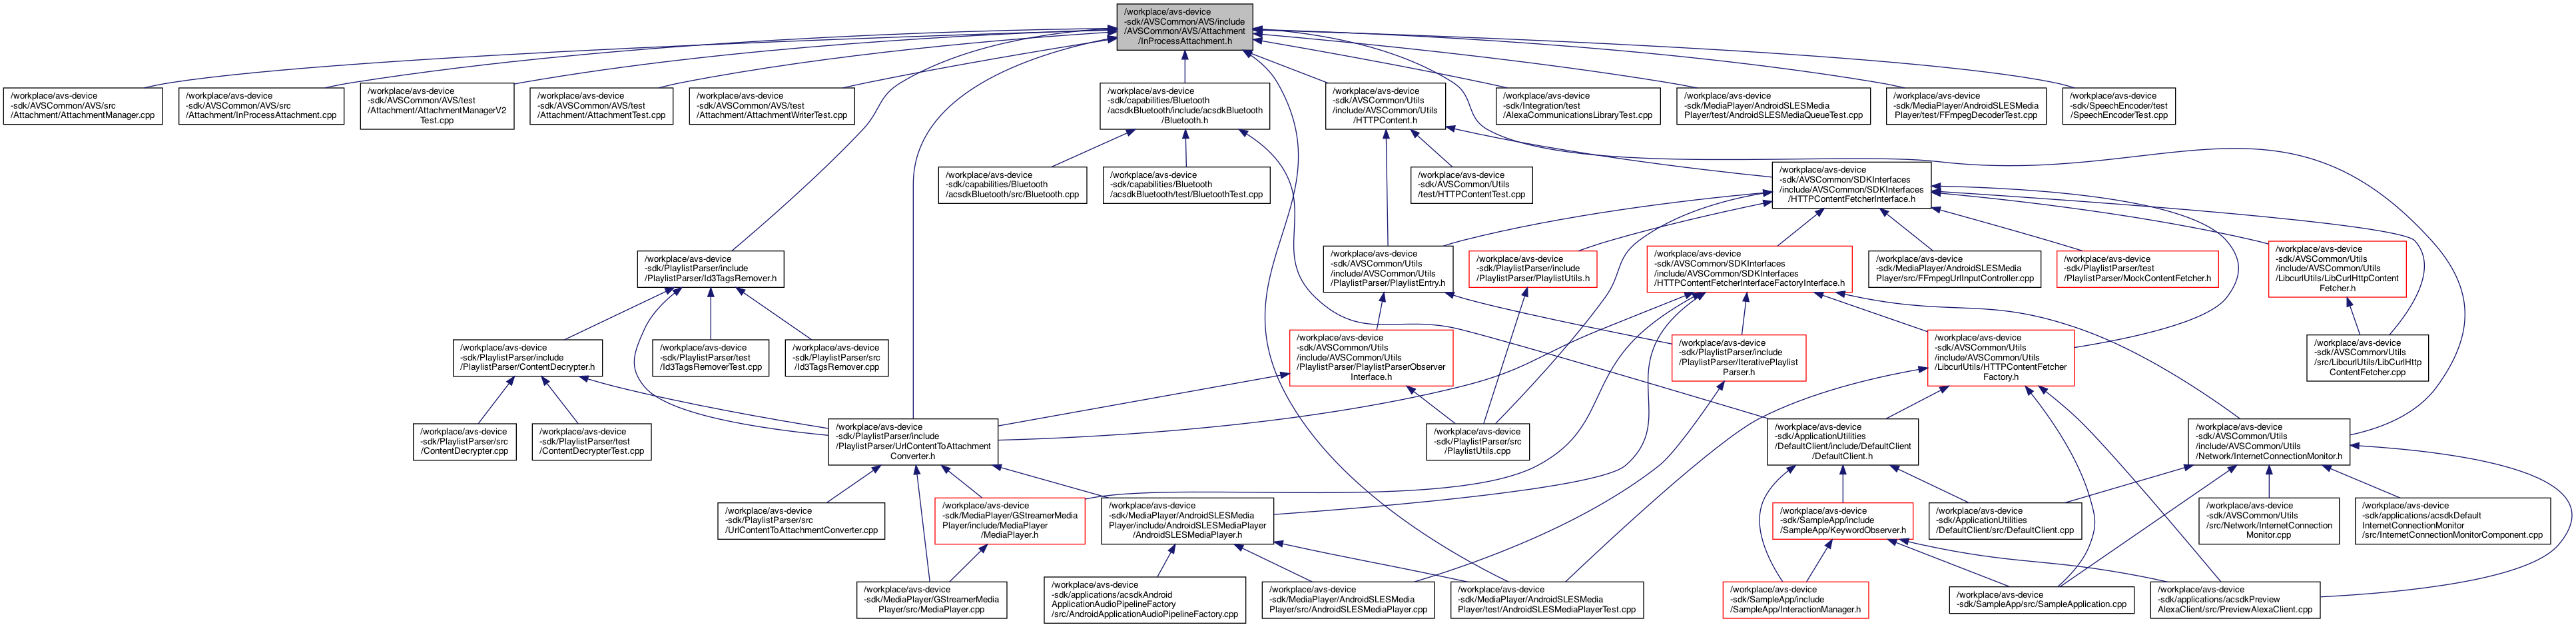 /workplace/avs-device
-sdk/AVSCommon/AVS/include
/AVSCommon/AVS/Attachment
/InProcessAttachment.h
/workplace/avs-device
-sdk/AVSCommon/AVS/src
/Attachment/AttachmentManager.cpp
/workplace/avs-device
-sdk/AVSCommon/AVS/src
/Attachment/InProcessAttachment.cpp
/workplace/avs-device
-sdk/AVSCommon/AVS/test
/Attachment/AttachmentManagerV2
Test.cpp
/workplace/avs-device
-sdk/AVSCommon/AVS/test
/Attachment/AttachmentTest.cpp
/workplace/avs-device
-sdk/AVSCommon/AVS/test
/Attachment/AttachmentWriterTest.cpp
/workplace/avs-device
-sdk/capabilities/Bluetooth
/acsdkBluetooth/include/acsdkBluetooth
/Bluetooth.h
/workplace/avs-device
-sdk/AVSCommon/Utils
/include/AVSCommon/Utils
/HTTPContent.h
/workplace/avs-device
-sdk/Integration/test
/AlexaCommunicationsLibraryTest.cpp
/workplace/avs-device
-sdk/MediaPlayer/AndroidSLESMedia
Player/test/AndroidSLESMediaQueueTest.cpp
/workplace/avs-device
-sdk/MediaPlayer/AndroidSLESMedia
Player/test/FFmpegDecoderTest.cpp
/workplace/avs-device
-sdk/SpeechEncoder/test
/SpeechEncoderTest.cpp
/workplace/avs-device
-sdk/capabilities/Bluetooth
/acsdkBluetooth/src/Bluetooth.cpp
/workplace/avs-device
-sdk/capabilities/Bluetooth
/acsdkBluetooth/test/BluetoothTest.cpp
/workplace/avs-device
-sdk/AVSCommon/Utils
/test/HTTPContentTest.cpp
/workplace/avs-device
-sdk/AVSCommon/SDKInterfaces
/include/AVSCommon/SDKInterfaces
/HTTPContentFetcherInterface.h
/workplace/avs-device
-sdk/PlaylistParser/include
/PlaylistParser/Id3TagsRemover.h
/workplace/avs-device
-sdk/AVSCommon/Utils
/include/AVSCommon/Utils
/PlaylistParser/PlaylistEntry.h
/workplace/avs-device
-sdk/PlaylistParser/include
/PlaylistParser/PlaylistUtils.h
/workplace/avs-device
-sdk/AVSCommon/SDKInterfaces
/include/AVSCommon/SDKInterfaces
/HTTPContentFetcherInterfaceFactoryInterface.h
/workplace/avs-device
-sdk/MediaPlayer/AndroidSLESMedia
Player/src/FFmpegUrlInputController.cpp
/workplace/avs-device
-sdk/PlaylistParser/test
/PlaylistParser/MockContentFetcher.h
/workplace/avs-device
-sdk/AVSCommon/Utils
/include/AVSCommon/Utils
/LibcurlUtils/LibCurlHttpContent
Fetcher.h
/workplace/avs-device
-sdk/PlaylistParser/include
/PlaylistParser/ContentDecrypter.h
/workplace/avs-device
-sdk/PlaylistParser/test
/Id3TagsRemoverTest.cpp
/workplace/avs-device
-sdk/PlaylistParser/src
/Id3TagsRemover.cpp
/workplace/avs-device
-sdk/AVSCommon/Utils
/include/AVSCommon/Utils
/PlaylistParser/PlaylistParserObserver
Interface.h
/workplace/avs-device
-sdk/PlaylistParser/include
/PlaylistParser/IterativePlaylist
Parser.h
/workplace/avs-device
-sdk/AVSCommon/Utils
/include/AVSCommon/Utils
/LibcurlUtils/HTTPContentFetcher
Factory.h
/workplace/avs-device
-sdk/AVSCommon/Utils
/src/LibcurlUtils/LibCurlHttp
ContentFetcher.cpp
/workplace/avs-device
-sdk/PlaylistParser/src
/ContentDecrypter.cpp
/workplace/avs-device
-sdk/PlaylistParser/test
/ContentDecrypterTest.cpp
/workplace/avs-device
-sdk/PlaylistParser/include
/PlaylistParser/UrlContentToAttachment
Converter.h
/workplace/avs-device
-sdk/PlaylistParser/src
/PlaylistUtils.cpp
/workplace/avs-device
-sdk/ApplicationUtilities
/DefaultClient/include/DefaultClient
/DefaultClient.h
/workplace/avs-device
-sdk/AVSCommon/Utils
/include/AVSCommon/Utils
/Network/InternetConnectionMonitor.h
/workplace/avs-device
-sdk/PlaylistParser/src
/UrlContentToAttachmentConverter.cpp
/workplace/avs-device
-sdk/MediaPlayer/GStreamerMedia
Player/include/MediaPlayer
/MediaPlayer.h
/workplace/avs-device
-sdk/MediaPlayer/AndroidSLESMedia
Player/include/AndroidSLESMediaPlayer
/AndroidSLESMediaPlayer.h
/workplace/avs-device
-sdk/SampleApp/include
/SampleApp/KeywordObserver.h
/workplace/avs-device
-sdk/ApplicationUtilities
/DefaultClient/src/DefaultClient.cpp
/workplace/avs-device
-sdk/AVSCommon/Utils
/src/Network/InternetConnection
Monitor.cpp
/workplace/avs-device
-sdk/applications/acsdkDefault
InternetConnectionMonitor
/src/InternetConnectionMonitorComponent.cpp
/workplace/avs-device
-sdk/MediaPlayer/GStreamerMedia
Player/src/MediaPlayer.cpp
/workplace/avs-device
-sdk/applications/acsdkAndroid
ApplicationAudioPipelineFactory
/src/AndroidApplicationAudioPipelineFactory.cpp
/workplace/avs-device
-sdk/MediaPlayer/AndroidSLESMedia
Player/src/AndroidSLESMediaPlayer.cpp
/workplace/avs-device
-sdk/MediaPlayer/AndroidSLESMedia
Player/test/AndroidSLESMediaPlayerTest.cpp
/workplace/avs-device
-sdk/SampleApp/include
/SampleApp/InteractionManager.h
/workplace/avs-device
-sdk/SampleApp/src/SampleApplication.cpp
/workplace/avs-device
-sdk/applications/acsdkPreview
AlexaClient/src/PreviewAlexaClient.cpp